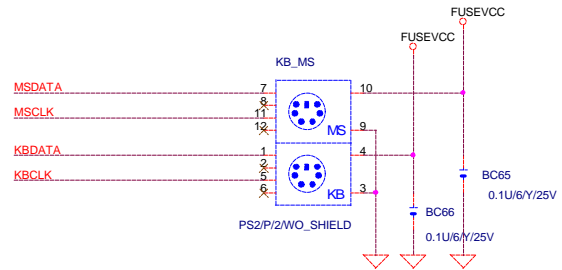 FUSEVCC
FUSEVCC
KB_MS
MSDATA 7 10
8
MSCLK 11
12 MS 9
KBDATA 1 4
2
KBCLK 5
6 KB 3
BC65
0.1U/6/Y/25V
BC66
PS2/P/2/WO_SHIELD
0.1U/6/Y/25V